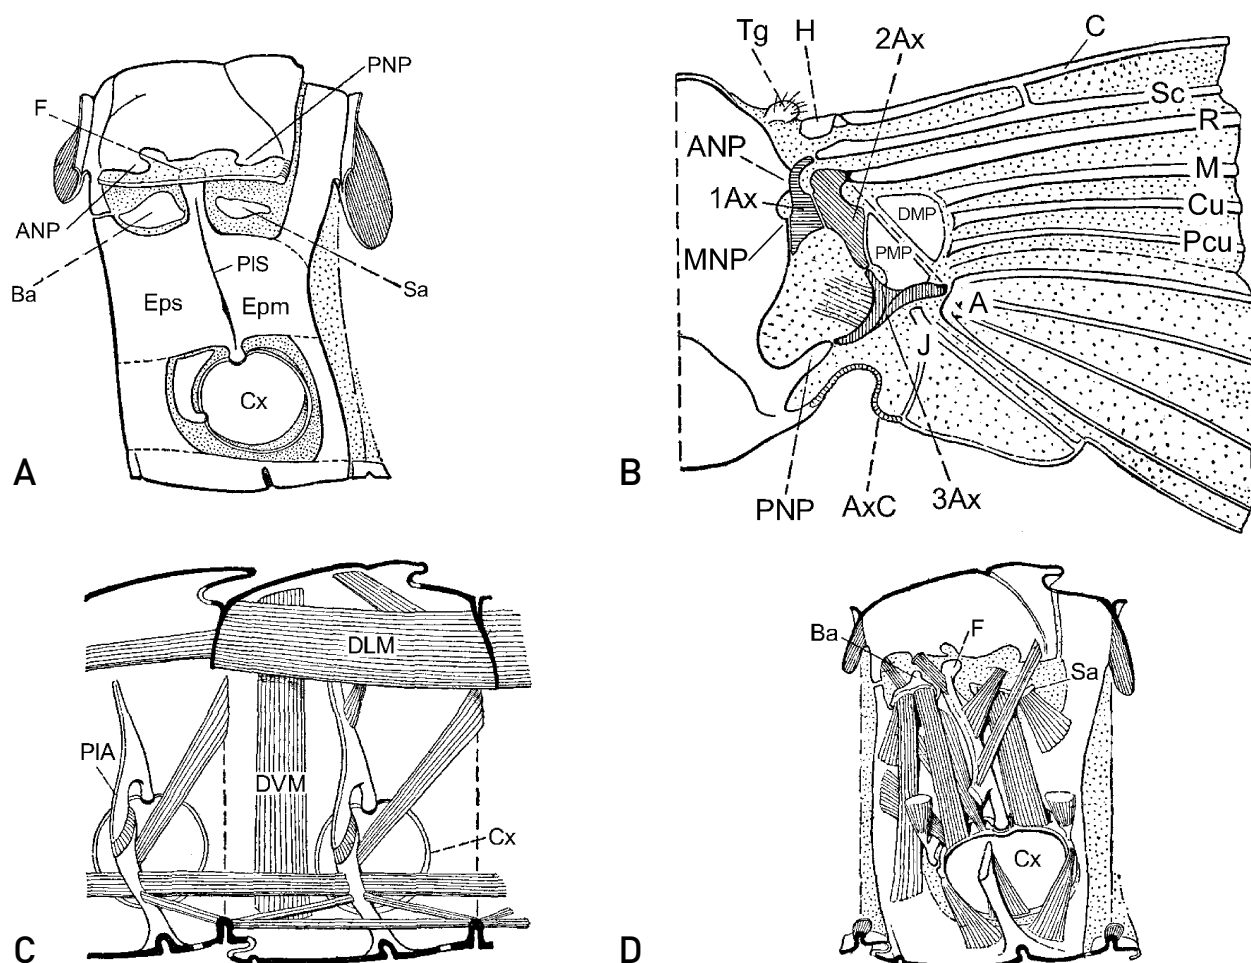 PNP
F
ANP
Ba
PlS
Sa
Eps
Epm
Cx
A
Tg
H
2Ax
C
Sc
R
ANP
M
1Ax
DMP
Cu
MNP
PMP
Pcu
A
J
B
PNP
AxC
3Ax
DLM
PlA
DVM
Cx
C
Ba
F
Sa
Cx
D